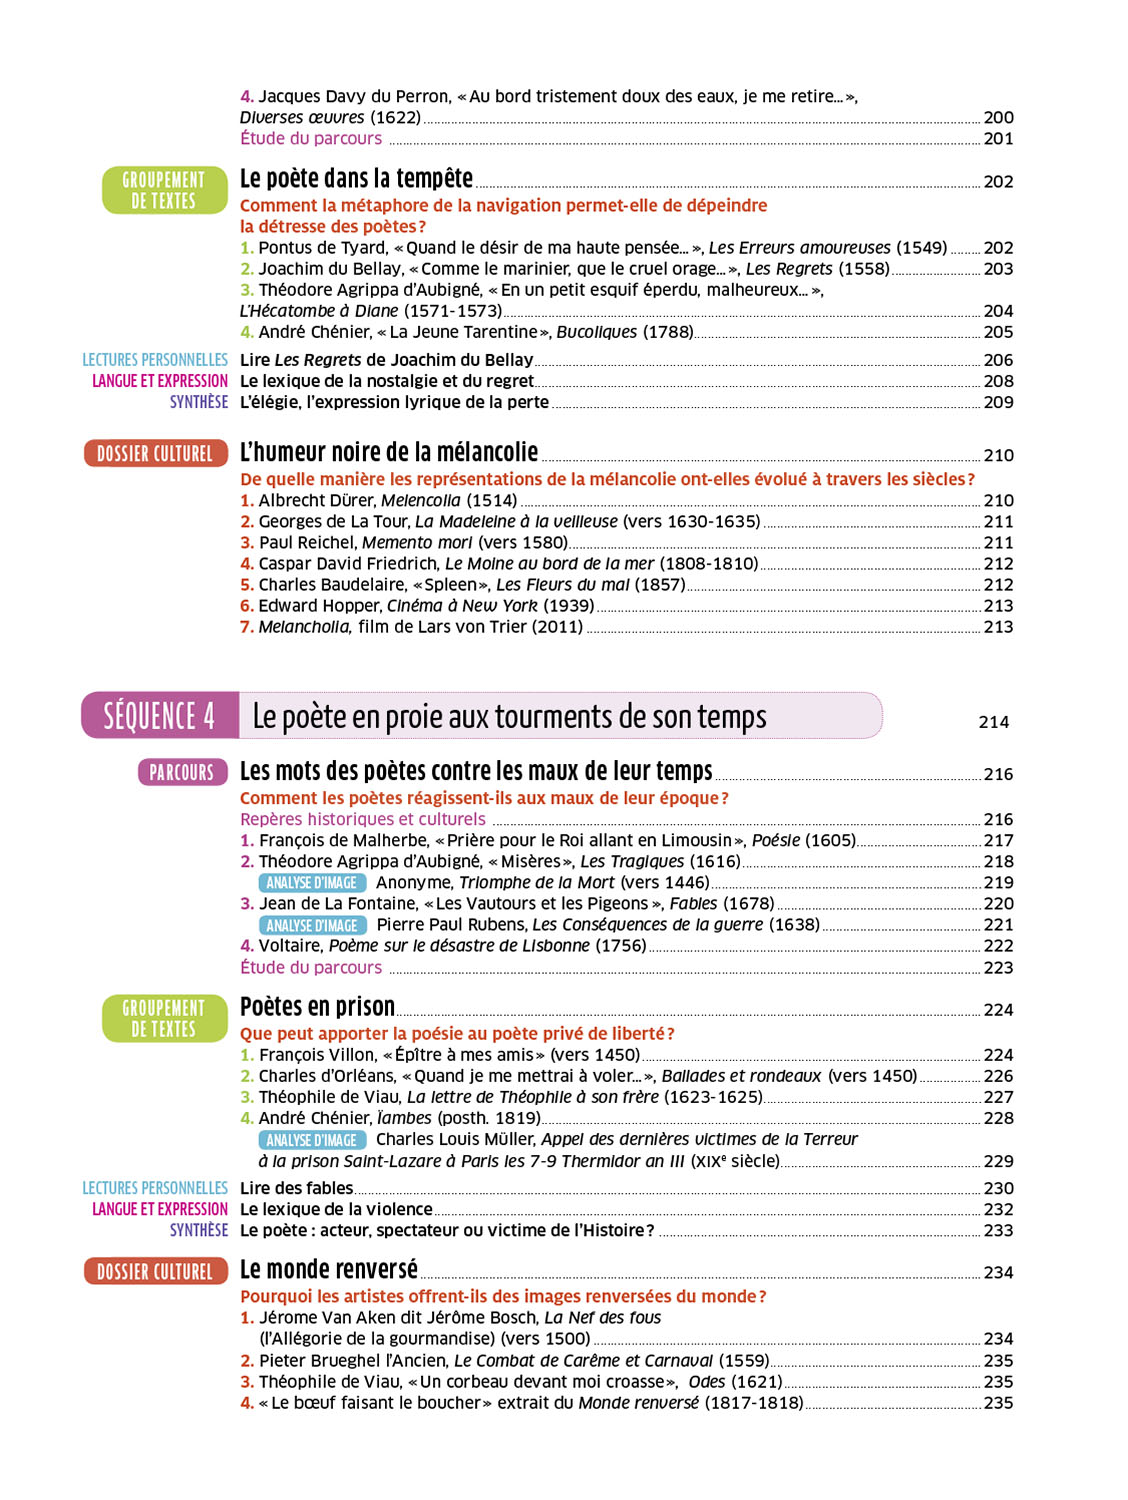 4. Jacques Davy du Perron, « Au bord tristement doux des eaux, je me retire... »,
Diverses œuvres (1622) 200
Étude du parcours 201
GROUPEMENT DE TEXTES Le poète dans la tempête 202
Comment la métaphore de la navigation permet-elle de dépeindre
la détresse des poètes ?
1. Pontus de Tyard, « Quand le désir de ma haute pensée... », Les Erreurs amoureuses (1549) 202
2. Joachim du Bellay, « Comme le marinier, que le cruel orage... », Les Regrets (1558) 203
3. Théodore Agrippa d'Aubigné, « En un petit esquif éperdu, malheureux... »,
L'Hécatombe à Diane (1571-1573) 204
4. André Chénier, « La Jeune Tarentine », Bucoliques (1788) 205
LECTURES PERSONNELLES Lire Les Regrets de Joachim du Bellay 206
LANGUE ET EXPRESSION Le lexique de la nostalgie et du regret 208
SYNTHÈSE L'élégie, l'expression lyrique de la perte 209
DOSSIER CULTUREL L'humeur noire de la mélancolie 210
De quelle manière les représentations de la mélancolie ont-elles évolué à travers les siècles ?
1. Albrecht Dürer, Melencolia (1514) 210
2. Georges de La Tour, La Madeleine à la veilleuse (vers 1630-1635) 211
3. Paul Reichel, Memento mori (vers 1580) 211
4. Caspar David Friedrich, Le Moine au bord de la mer (1808-1810) 212
5. Charles Baudelaire, « Spleen », Les Fleurs du mal (1857) 212
6. Edward Hopper, Cinéma à New York (1939) 213
7. Melancholia, film de Lars von Trier (2011) 213
SÉQUENCE 4 Le poète en proie aux tourments de son temps 214
PARCOURS Les mots des poètes contre les maux de leur temps 216
Comment les poètes réagissent-ils aux maux de leur époque ?
Repères historiques et culturels 216
1. François de Malherbe, « Prière pour le Roi allant en Limousin », Poésie (1605) 217
2. Théodore Agrippa d'Aubigné, « Misères », Les Tragiques (1616) 218
ANALYSE D'IMAGE Anonyme, Triomphe de la Mort (vers 1446) 219
3. Jean de La Fontaine, « Les Vautours et les Pigeons », Fables (1678) 220
ANALYSE D'IMAGE Pierre Paul Rubens, Les Conséquences de la guerre (1638) 221
4. Voltaire, Poème sur le désastre de Lisbonne (1756) 222
Étude du parcours 223
GROUPEMENT DE TEXTES Poètes en prison 224
Que peut apporter la poésie au poète privé de liberté ?
1. François Villon, « Épître à mes amis » (vers 1450) 224
2. Charles d'Orléans, « Quand je me mettrai à voler... », Ballades et rondeaux (vers 1450) 226
3. Théophile de Viau, La lettre de Théophile à son frère (1623-1625) 227
4. André Chénier, Ïambes (posth. 1819) 228
ANALYSE D'IMAGE Charles Louis Müller, Appel des dernières victimes de la Terreur
à la prison Saint-Lazare à Paris les 7-9 Thermidor an III (XIXe siècle) 229
LECTURES PERSONNELLES Lire des fables 230
LANGUE ET EXPRESSION Le lexique de la violence 232
SYNTHÈSE Le poète : acteur, spectateur ou victime de l'Histoire ? 233
DOSSIER CULTUREL Le monde renversé 234
Pourquoi les artistes offrent-ils des images renversées du monde ?
1. Jérome Van Aken dit Jérôme Bosch, La Nef des fous
(l'Allégorie de la gourmandise) (vers 1500) 234
2. Pieter Brueghel l'Ancien, Le Combat de Carême et Carnaval (1559) 235
3. Théophile de Viau, « Un corbeau devant moi croasse », Odes (1621) 235
4. « Le bœuf faisant le boucher » extrait du Monde renversé (1817-1818) 235